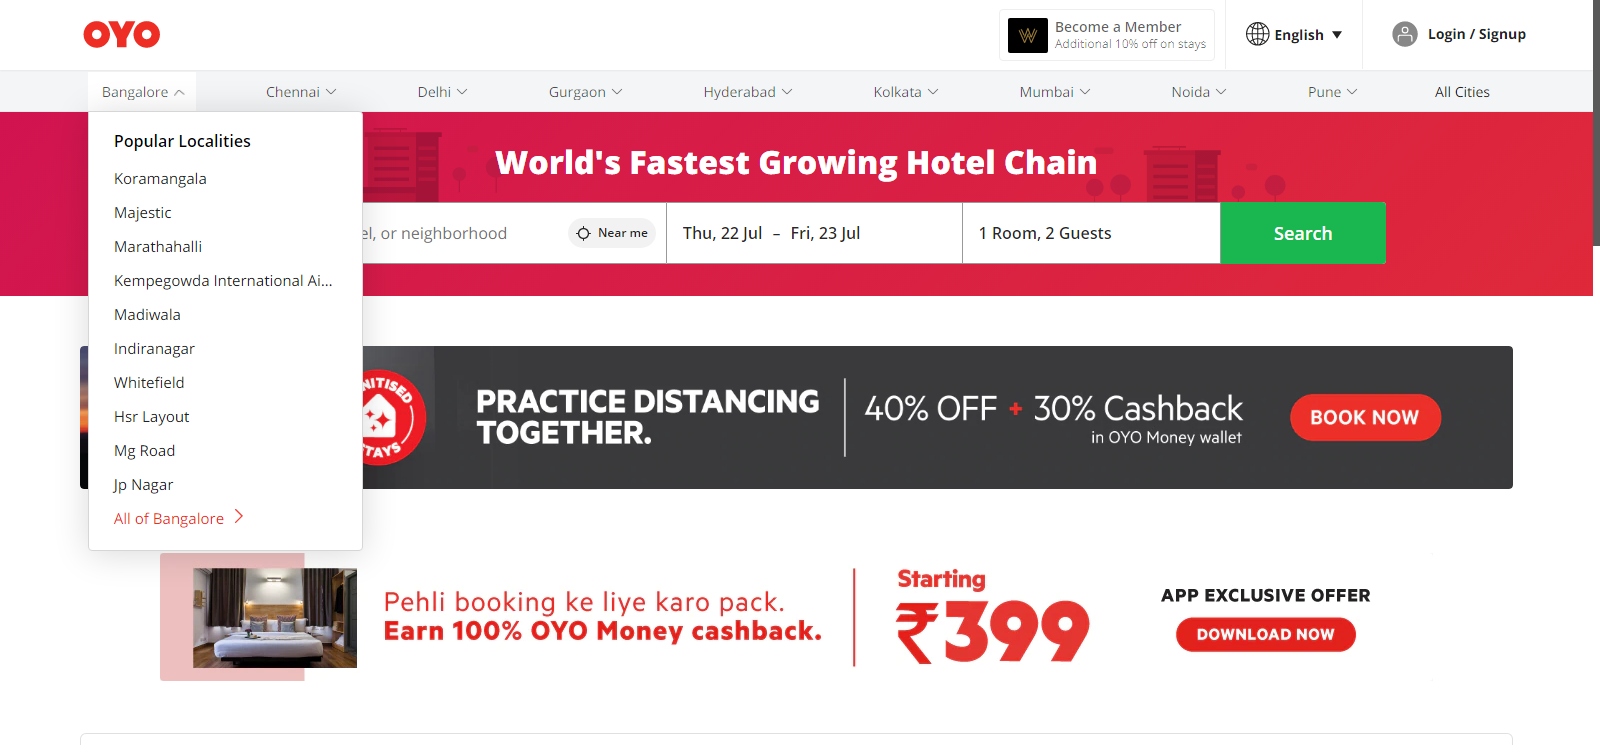 OYO
Become a Member
Additional 10% off on stays
English
Login / Signup
Bangalore
Chennai
Delhi
Gurgaon
Hyderabad
Kolkata
Mumbai
Noida
Pune
All Cities
Popular Localities
Koramangala
Majestic
Marathahalli
Kempegowda International Ai...
Madiwala
Indiranagar
Whitefield
Hsr Layout
Mg Road
Jp Nagar
All of Bangalore
World's Fastest Growing Hotel Chain
or neighborhood
Near me
Thu, 22 Jul – Fri, 23 Jul
1 Room, 2 Guests
Search
PRACTICE DISTANCING
TOGETHER.
40% OFF + 30% Cashback
in OYO Money wallet
BOOK NOW
Pehli booking ke liye karo pack.
Earn 100% OYO Money cashback.
Starting
₹399
APP EXCLUSIVE OFFER
DOWNLOAD NOW